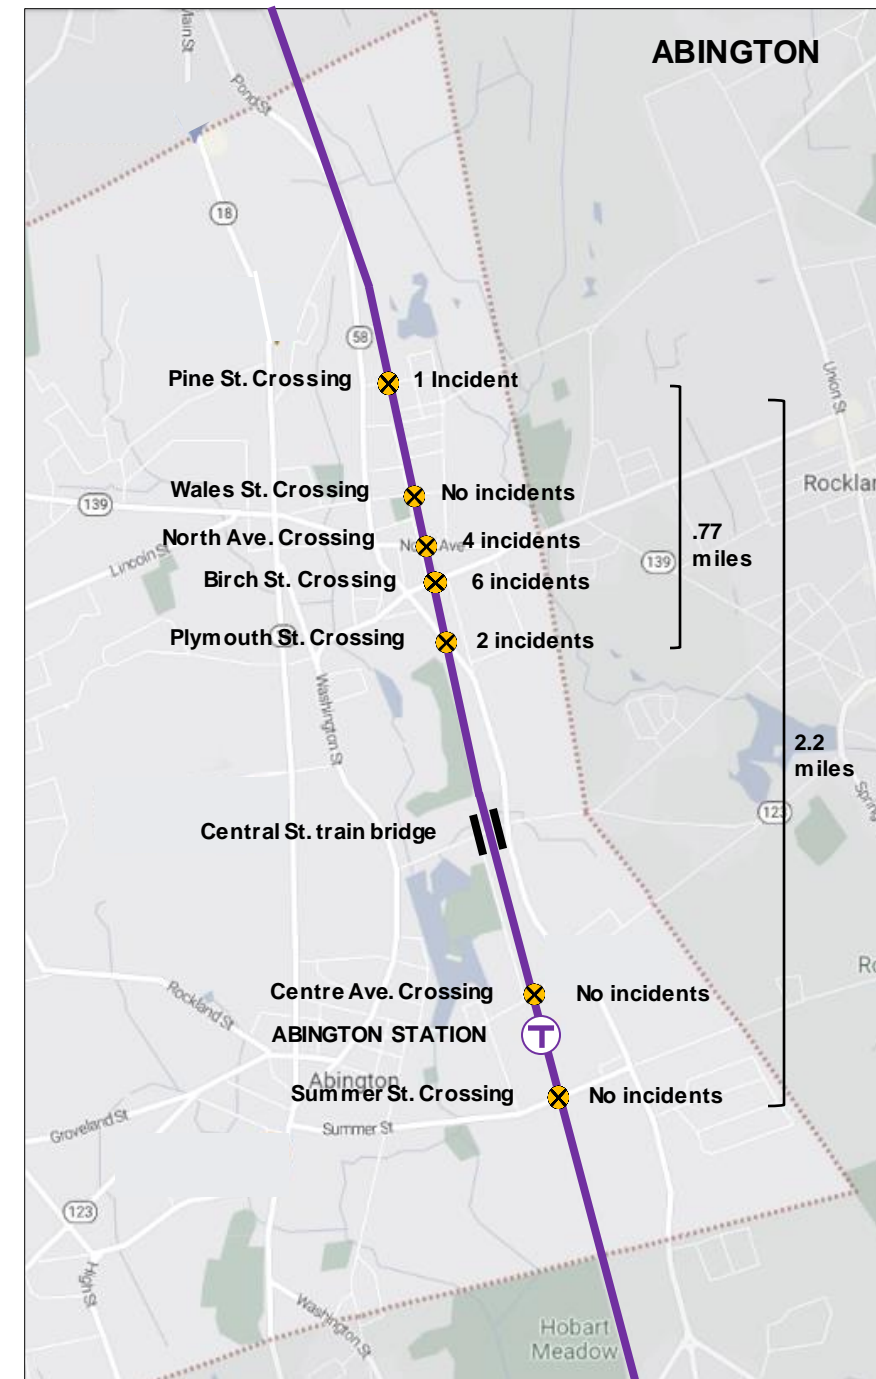 ABINGTON
Main St
Pond St
18
58
Pine St. Crossing
1 Incident
Union St
Wales St. Crossing
No incidents
Rocklan
139
North Ave. Crossing
4 incidents
.77
miles
Lincoln St
139
Birch St. Crossing
6 incidents
Plymouth St. Crossing
2 incidents
Washington St
2.2
miles
123
Central St. train bridge
Centre Ave. Crossing
No incidents
Rockland St
ABINGTON STATION
T
Abington
Summer St. Crossing
No incidents
Groveland St
Summer St
123
High St
Washington St
Hobart
Meadow